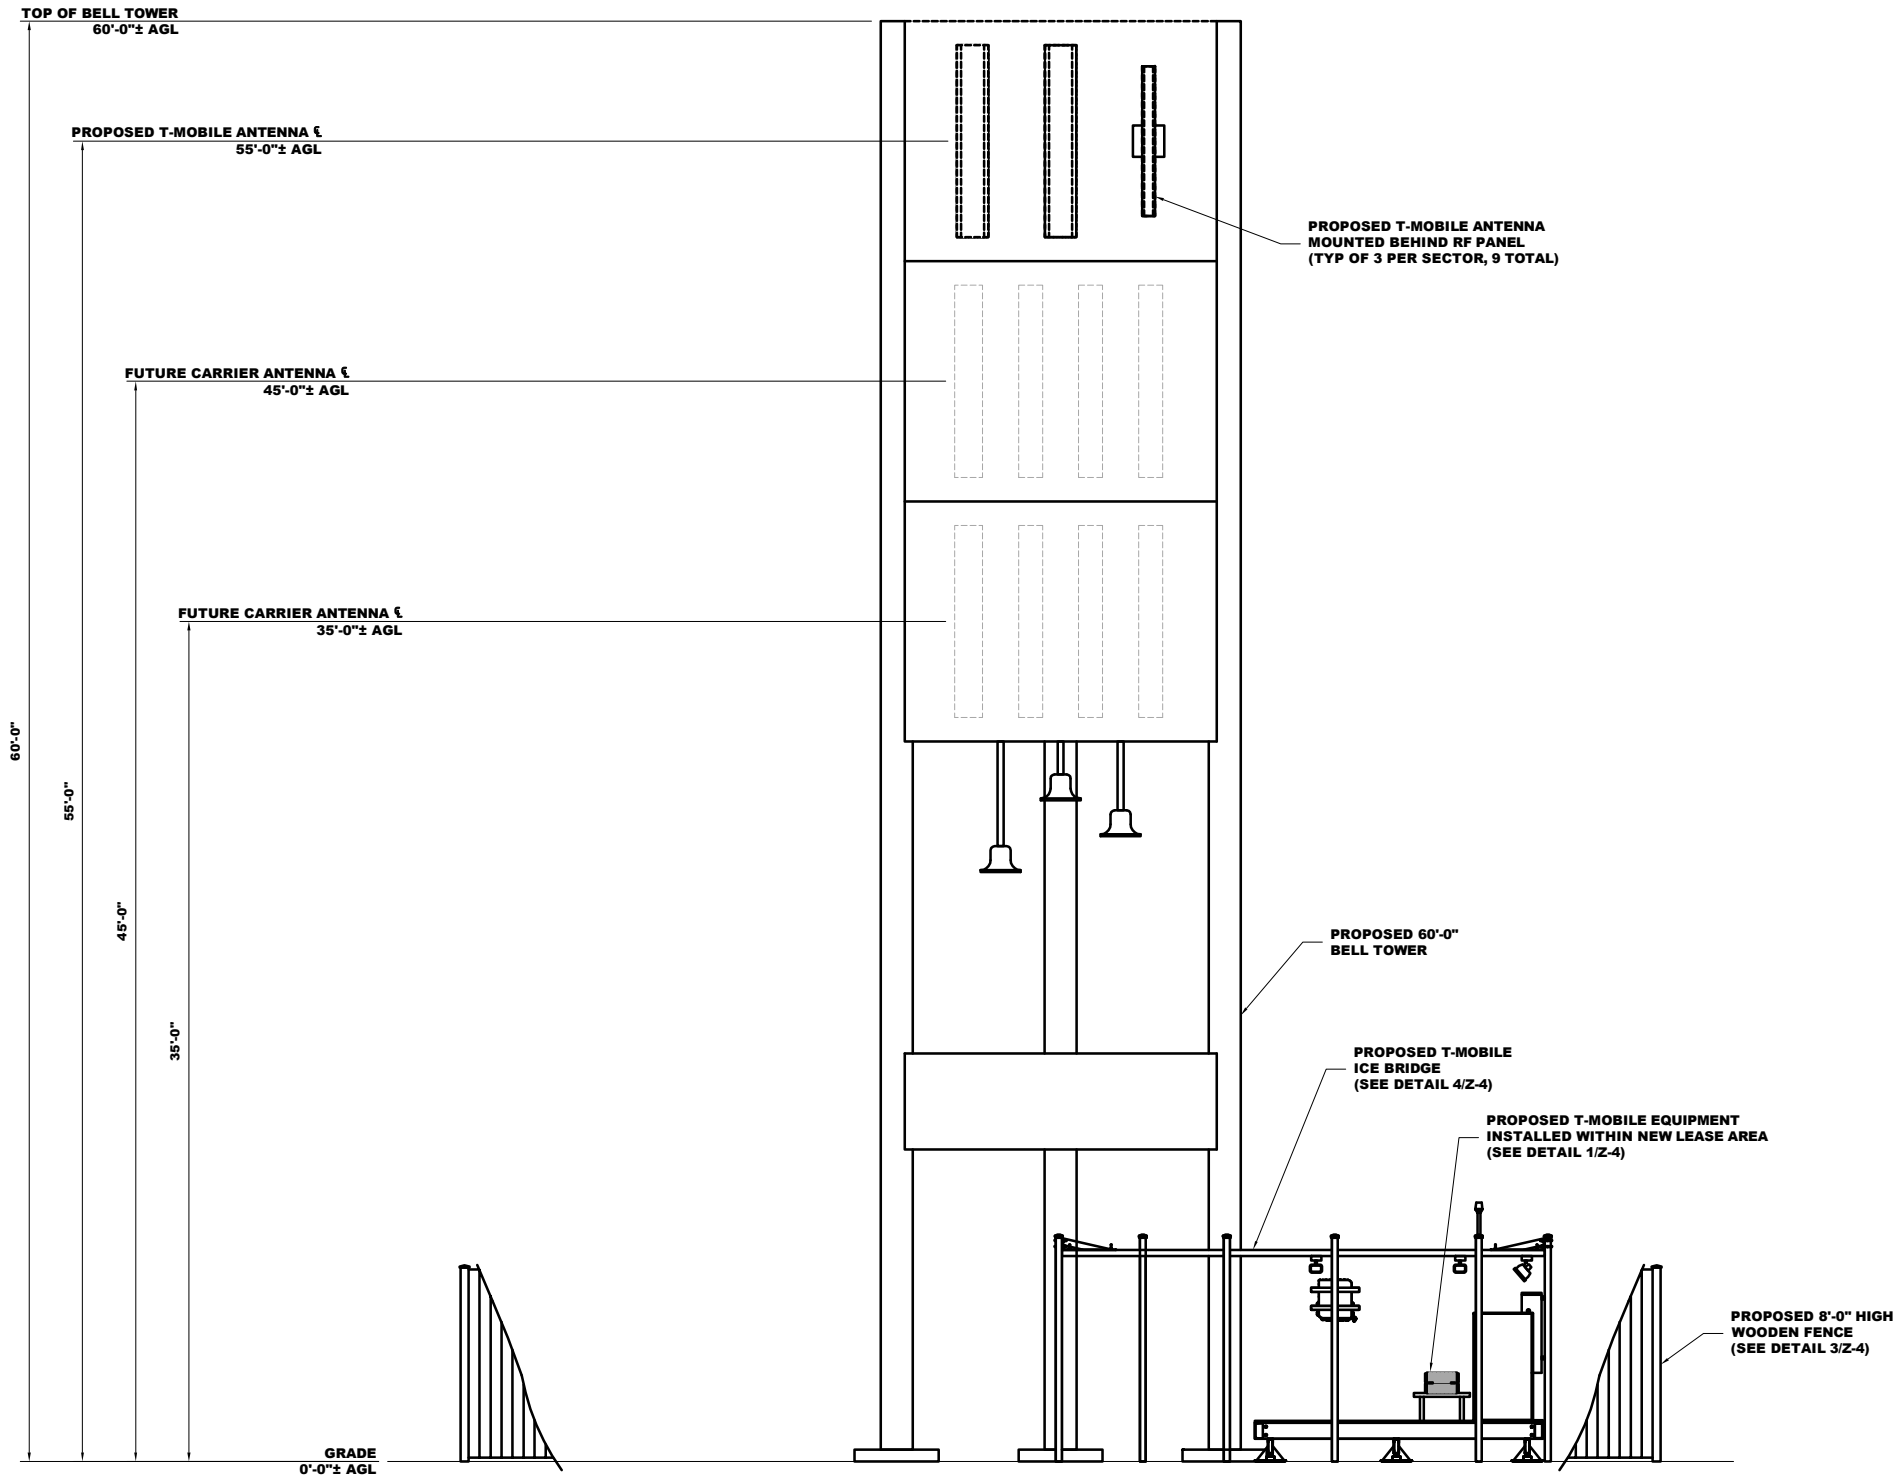 TOP OF BELL TOWER
60'-0"± AGL
PROPOSED T-MOBILE ANTENNA ℄
55'-0"± AGL
PROPOSED T-MOBILE ANTENNA
MOUNTED BEHIND RF PANEL
(TYP OF 3 PER SECTOR, 9 TOTAL)
FUTURE CARRIER ANTENNA ℄
45'-0"± AGL
FUTURE CARRIER ANTENNA ℄
35'-0"± AGL
60'-0"
55'-0"
45'-0"
35'-0"
PROPOSED 60'-0"
BELL TOWER
PROPOSED T-MOBILE
ICE BRIDGE
(SEE DETAIL 4/Z-4)
PROPOSED T-MOBILE EQUIPMENT
INSTALLED WITHIN NEW LEASE AREA
(SEE DETAIL 1/Z-4)
PROPOSED 8'-0" HIGH
WOODEN FENCE
(SEE DETAIL 3/Z-4)
GRADE
0'-0"± AGL